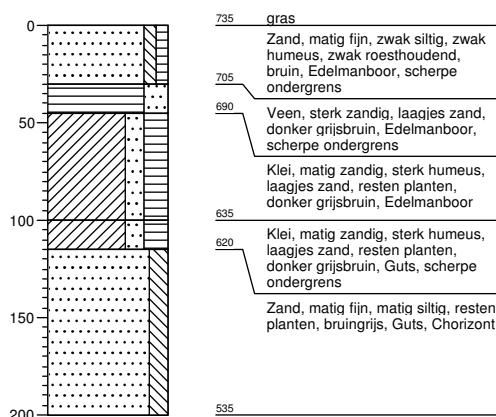 0
50
100
150
200
735
gras
Zand, matig fijn, zwak siltig, zwak
humeus, zwak roesthoudend,
bruin, Edelmanboor, scherpe
ondergrens
705
690
Veen, sterk zandig, laagjes zand,
donker grijsbruin, Edelmanboor,
scherpe ondergrens
Klei, matig zandig, sterk humeus,
laagjes zand, resten planten,
donker grijsbruin, Edelmanboor
635
Klei, matig zandig, sterk humeus,
laagjes zand, resten planten,
donker grijsbruin, Guts, scherpe
ondergrens
620
Zand, matig fijn, matig siltig, resten
planten, bruingrijs, Guts, Chorizont
535